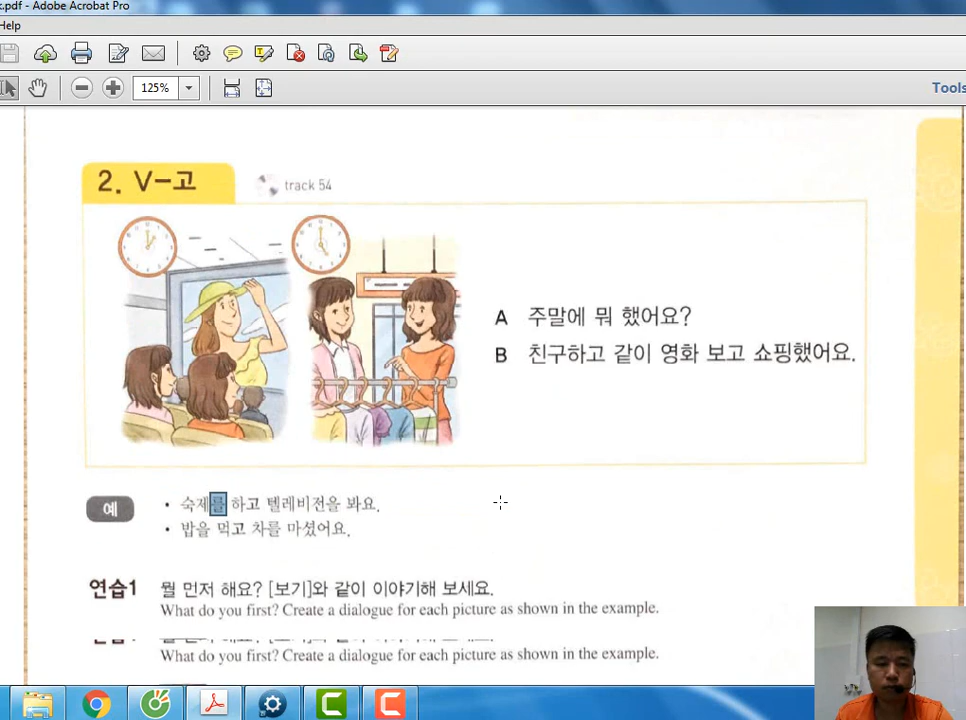 k.pdf - Adobe Acrobat Pro
Help
125%
Tools
2. V-고
track 54
A 주말에 뭐 했어요?
B 친구하고 같이 영화 보고 쇼핑했어요.
예
• 숙제를 하고 텔레비전을 봐요.
• 밥을 먹고 차를 마셨어요.
연습1 뭘 먼저 해요? [보기]와 같이 이야기해 보세요.
What do you first? Create a dialogue for each picture as shown in the example.
What do you first? Create a dialogue for each picture as shown in the example.